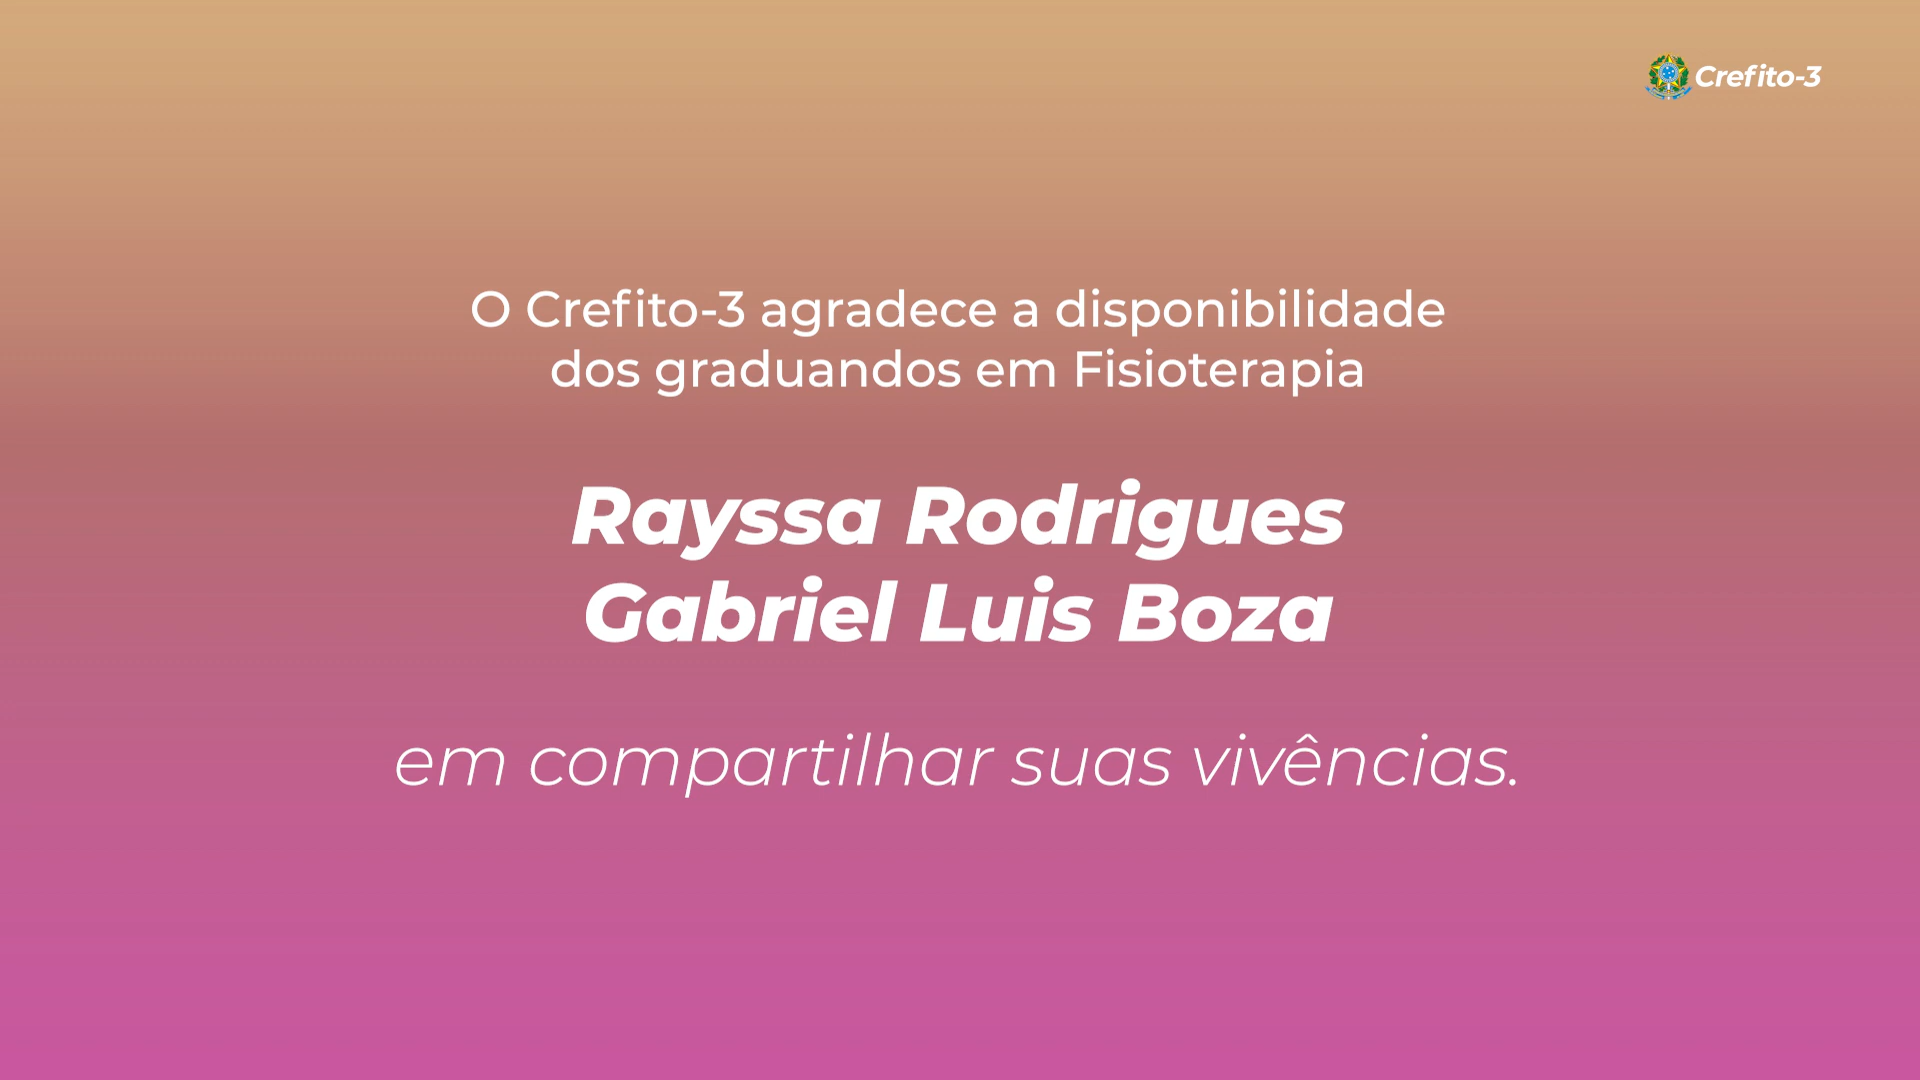 Crefito-3
O Crefito-3 agradece a disponibilidade
dos graduandos em Fisioterapia
Rayssa Rodrigues
Gabriel Luis Boza
em compartilhar suas vivências.